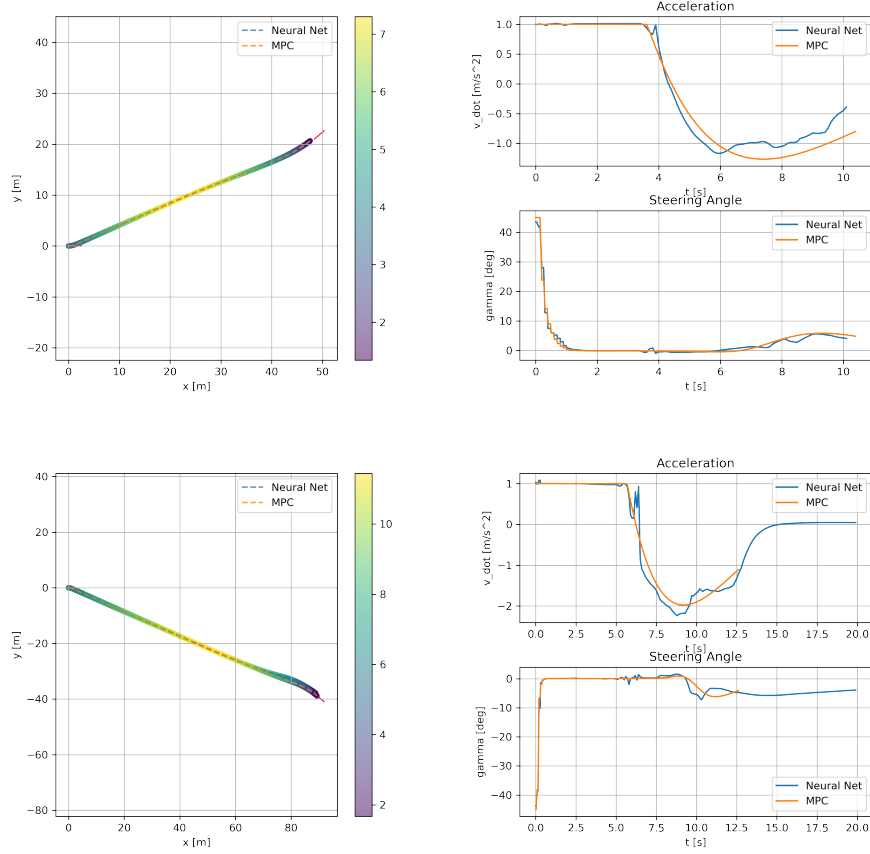 40
30
20
10
0
−10
−20
y [m]
0 10 20 30 40 50
x [m]
Neural Net
MPC
7
6
5
4
3
2
Acceleration
1.0
0.5
0.0
−0.5
−1.0
v_dot [m/s^2]
Neural Net
MPC
0 2 4 6 8 10
t [s]
Steering Angle
40
30
20
10
0
gamma [deg]
Neural Net
MPC
0 2 4 6 8 10
t [s]
40
20
0
−20
−40
−60
−80
y [m]
0 20 40 60 80
x [m]
Neural Net
MPC
10
8
6
4
2
Acceleration
1
0
−1
−2
v_dot [m/s^2]
Neural Net
MPC
0.0 2.5 5.0 7.5 10.0 12.5 15.0 17.5 20.0
t [s]
Steering Angle
0
−10
−20
−30
−40
gamma [deg]
Neural Net
MPC
0.0 2.5 5.0 7.5 10.0 12.5 15.0 17.5 20.0
t [s]